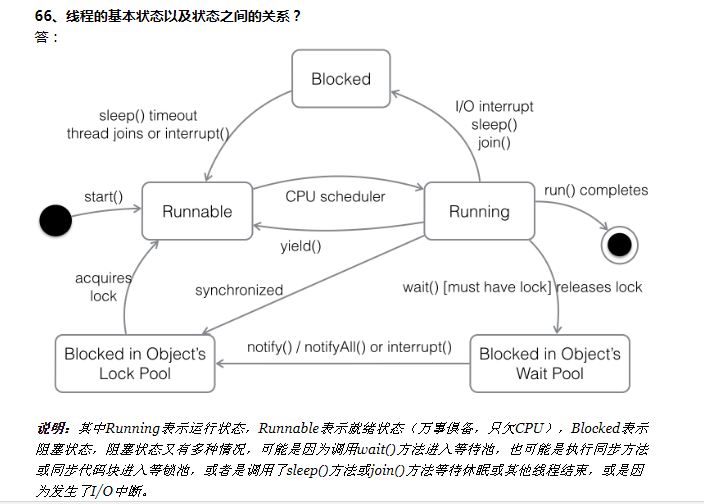 66、线程的基本状态以及状态之间的关系？
答：
Blocked
sleep() timeout
thread joins or interrupt()
I/O interrupt
sleep()
join()
start()
Runnable
CPU scheduler
Running
run() completes
yield()
acquires
lock
synchronized
wait() [must have lock] releases lock
Blocked in Object's
Lock Pool
notify() / notifyAll() or interrupt()
Blocked in Object's
Wait Pool
说明：其中Running表示运行状态，Runnable表示就绪状态（万事俱备，只欠CPU），Blocked表示
阻塞状态，阻塞状态又有多种情况，可能是因为调用wait()方法进入等待池，也可能是执行同步方法
或同步代码块进入等锁池，或者是调用了sleep()方法或join()方法等待休眠或其他线程结束，或是因
为发生了I/O中断。